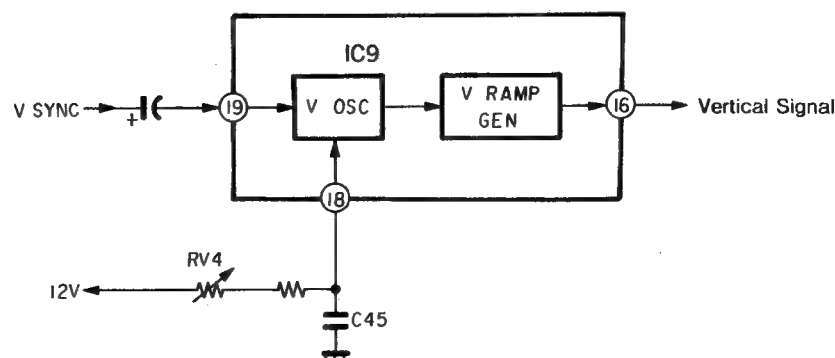 IC9
V SYNC
+
19
V OSC
V RAMP
GEN
16
Vertical Signal
18
RV4
12V
C45